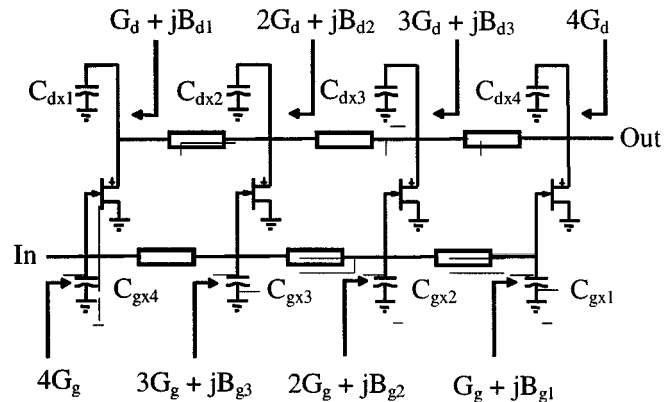 G_d + jB_d1 2G_d + jB_d2 3G_d + jB_d3 4G_d
C_dx1 C_dx2 C_dx3 C_dx4
Out
In
C_gx4 C_gx3 C_gx2 C_gx1
4G_g 3G_g + jB_g3 2G_g + jB_g2 G_g + jB_g1